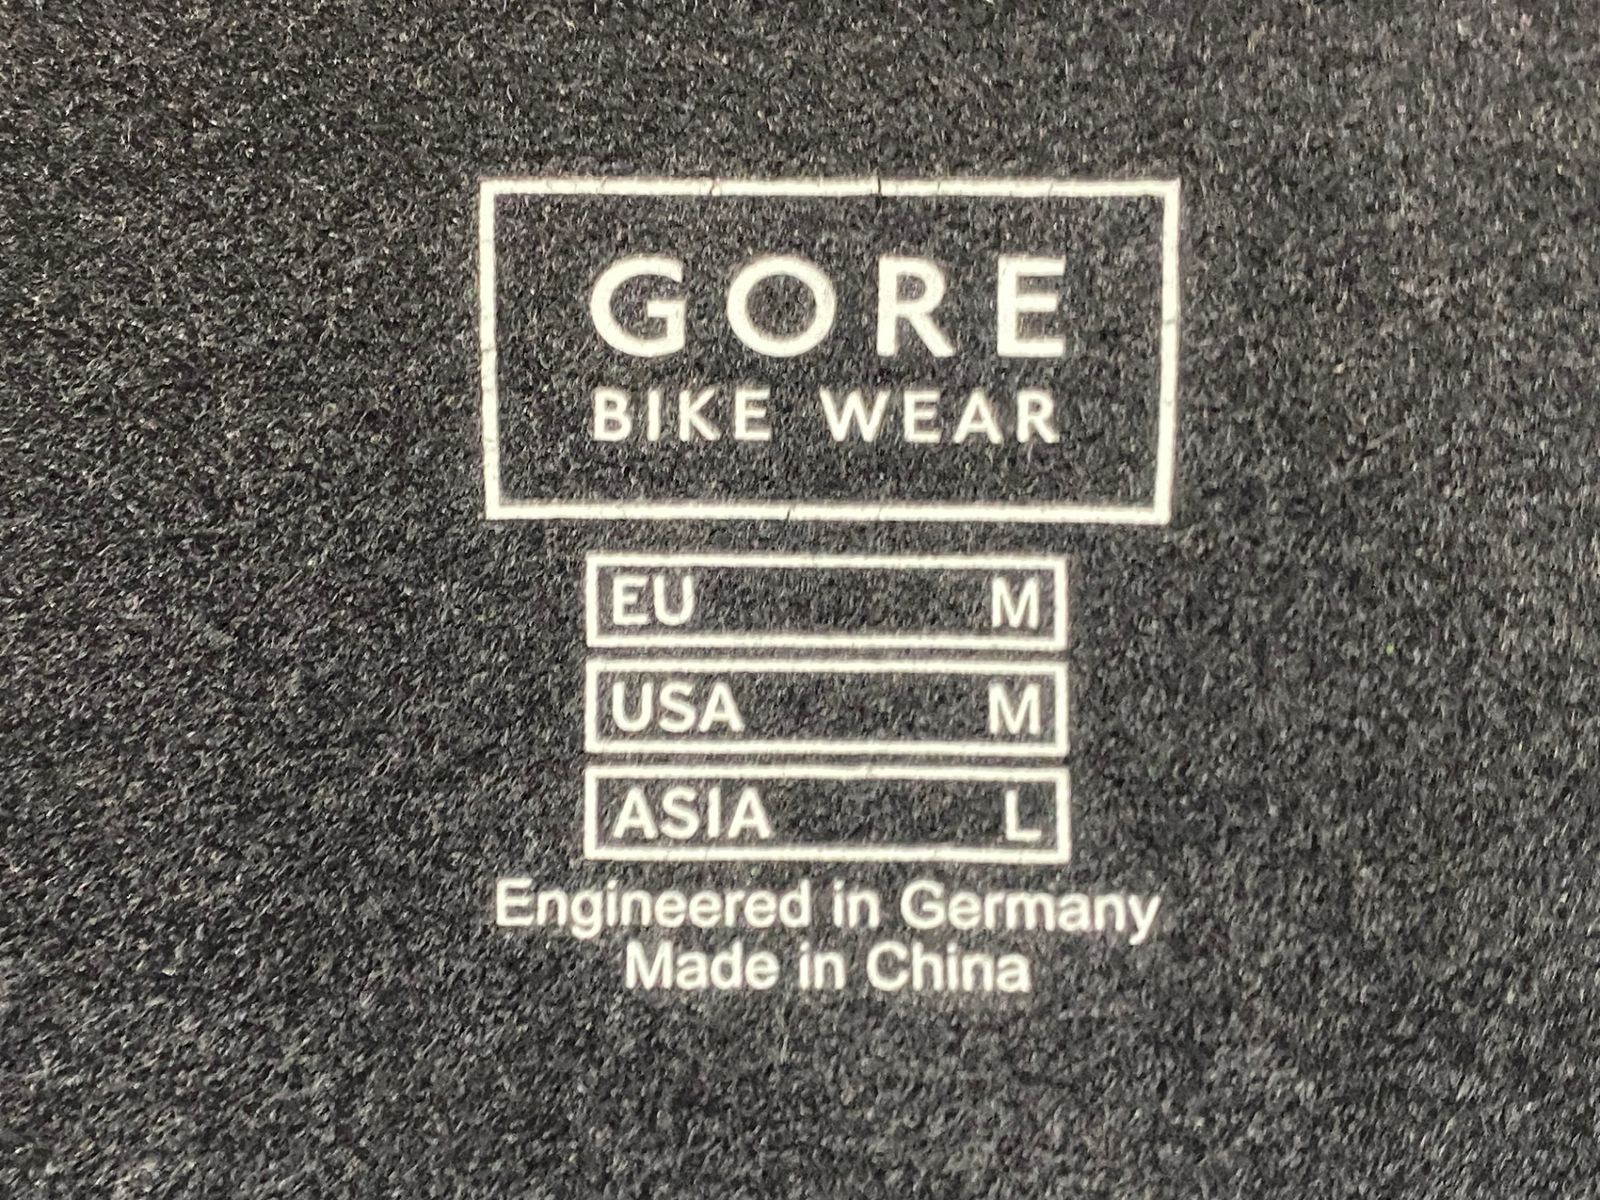 GORE
BIKE WEAR
EU M
USA M
ASIA L
Engineered in Germany
Made in China